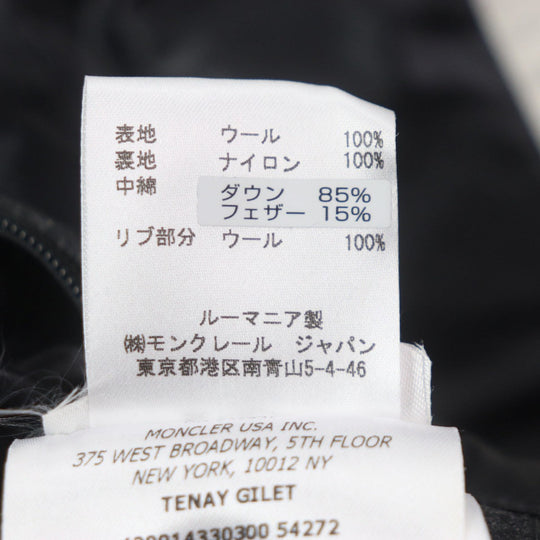 表地 ウール 100%
裏地 ナイロン 100%
中綿 ダウン 85%
フェザー 15%
リブ部分 ウール 100%
ルーマニア製
㈱モンクレール ジャパン
東京都港区南青山5-4-46
MONCLER USA INC.
375 WEST BROADWAY, 5TH FLOOR
NEW YORK, 10012 NY
TENAY GILET
54272